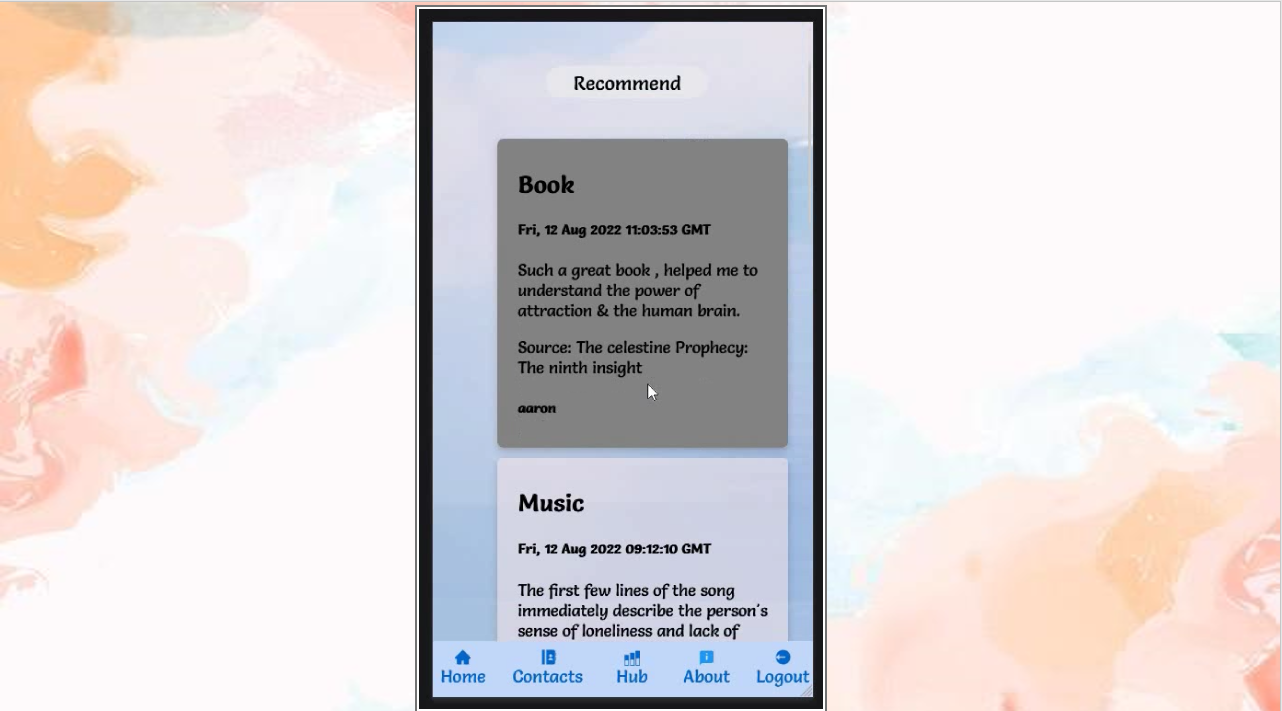 Recommend
Book
Fri, 12 Aug 2022 11:03:53 GMT
Such a great book , helped me to
understand the power of
attraction & the human brain.
Source: The celestine Prophecy:
The ninth insight
aaron
Music
Fri, 12 Aug 2022 09:12:10 GMT
The first few lines of the song
immediately describe the person's
sense of loneliness and lack of
Home Contacts Hub About Logout